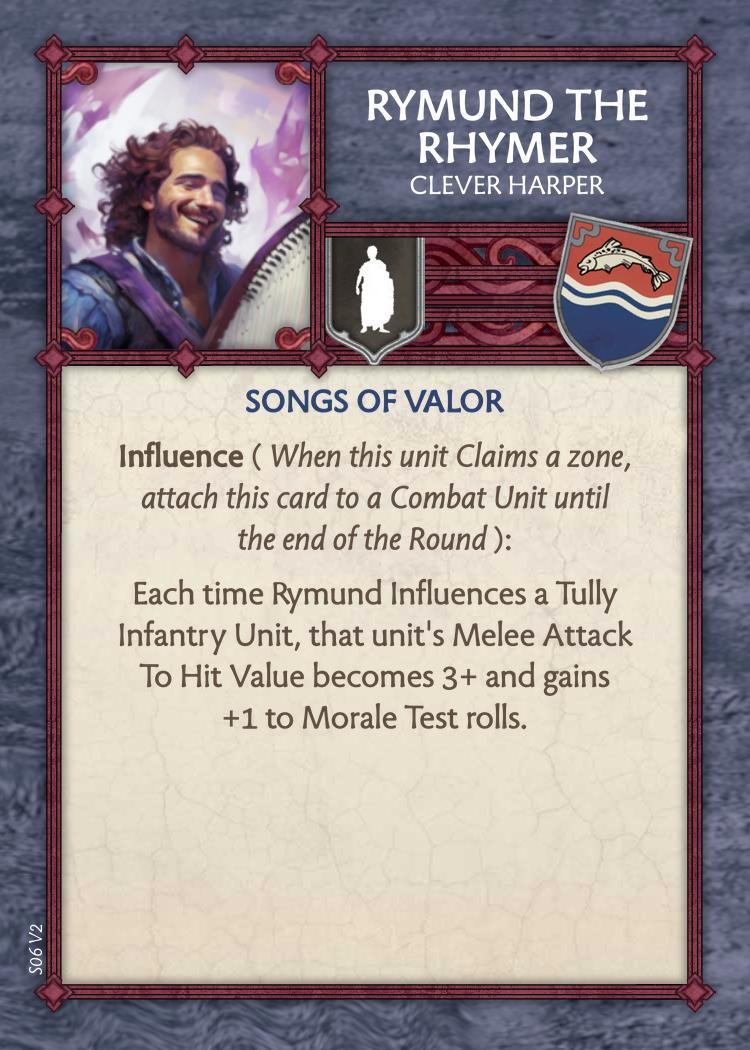 RYMUND THE
RHYMER
CLEVER HARPER
SONGS OF VALOR
Influence ( When this unit Claims a zone,
attach this card to a Combat Unit until
the end of the Round ):
Each time Rymund Influences a Tully
Infantry Unit, that unit's Melee Attack
To Hit Value becomes 3+ and gains
+1 to Morale Test rolls.
S06 V2